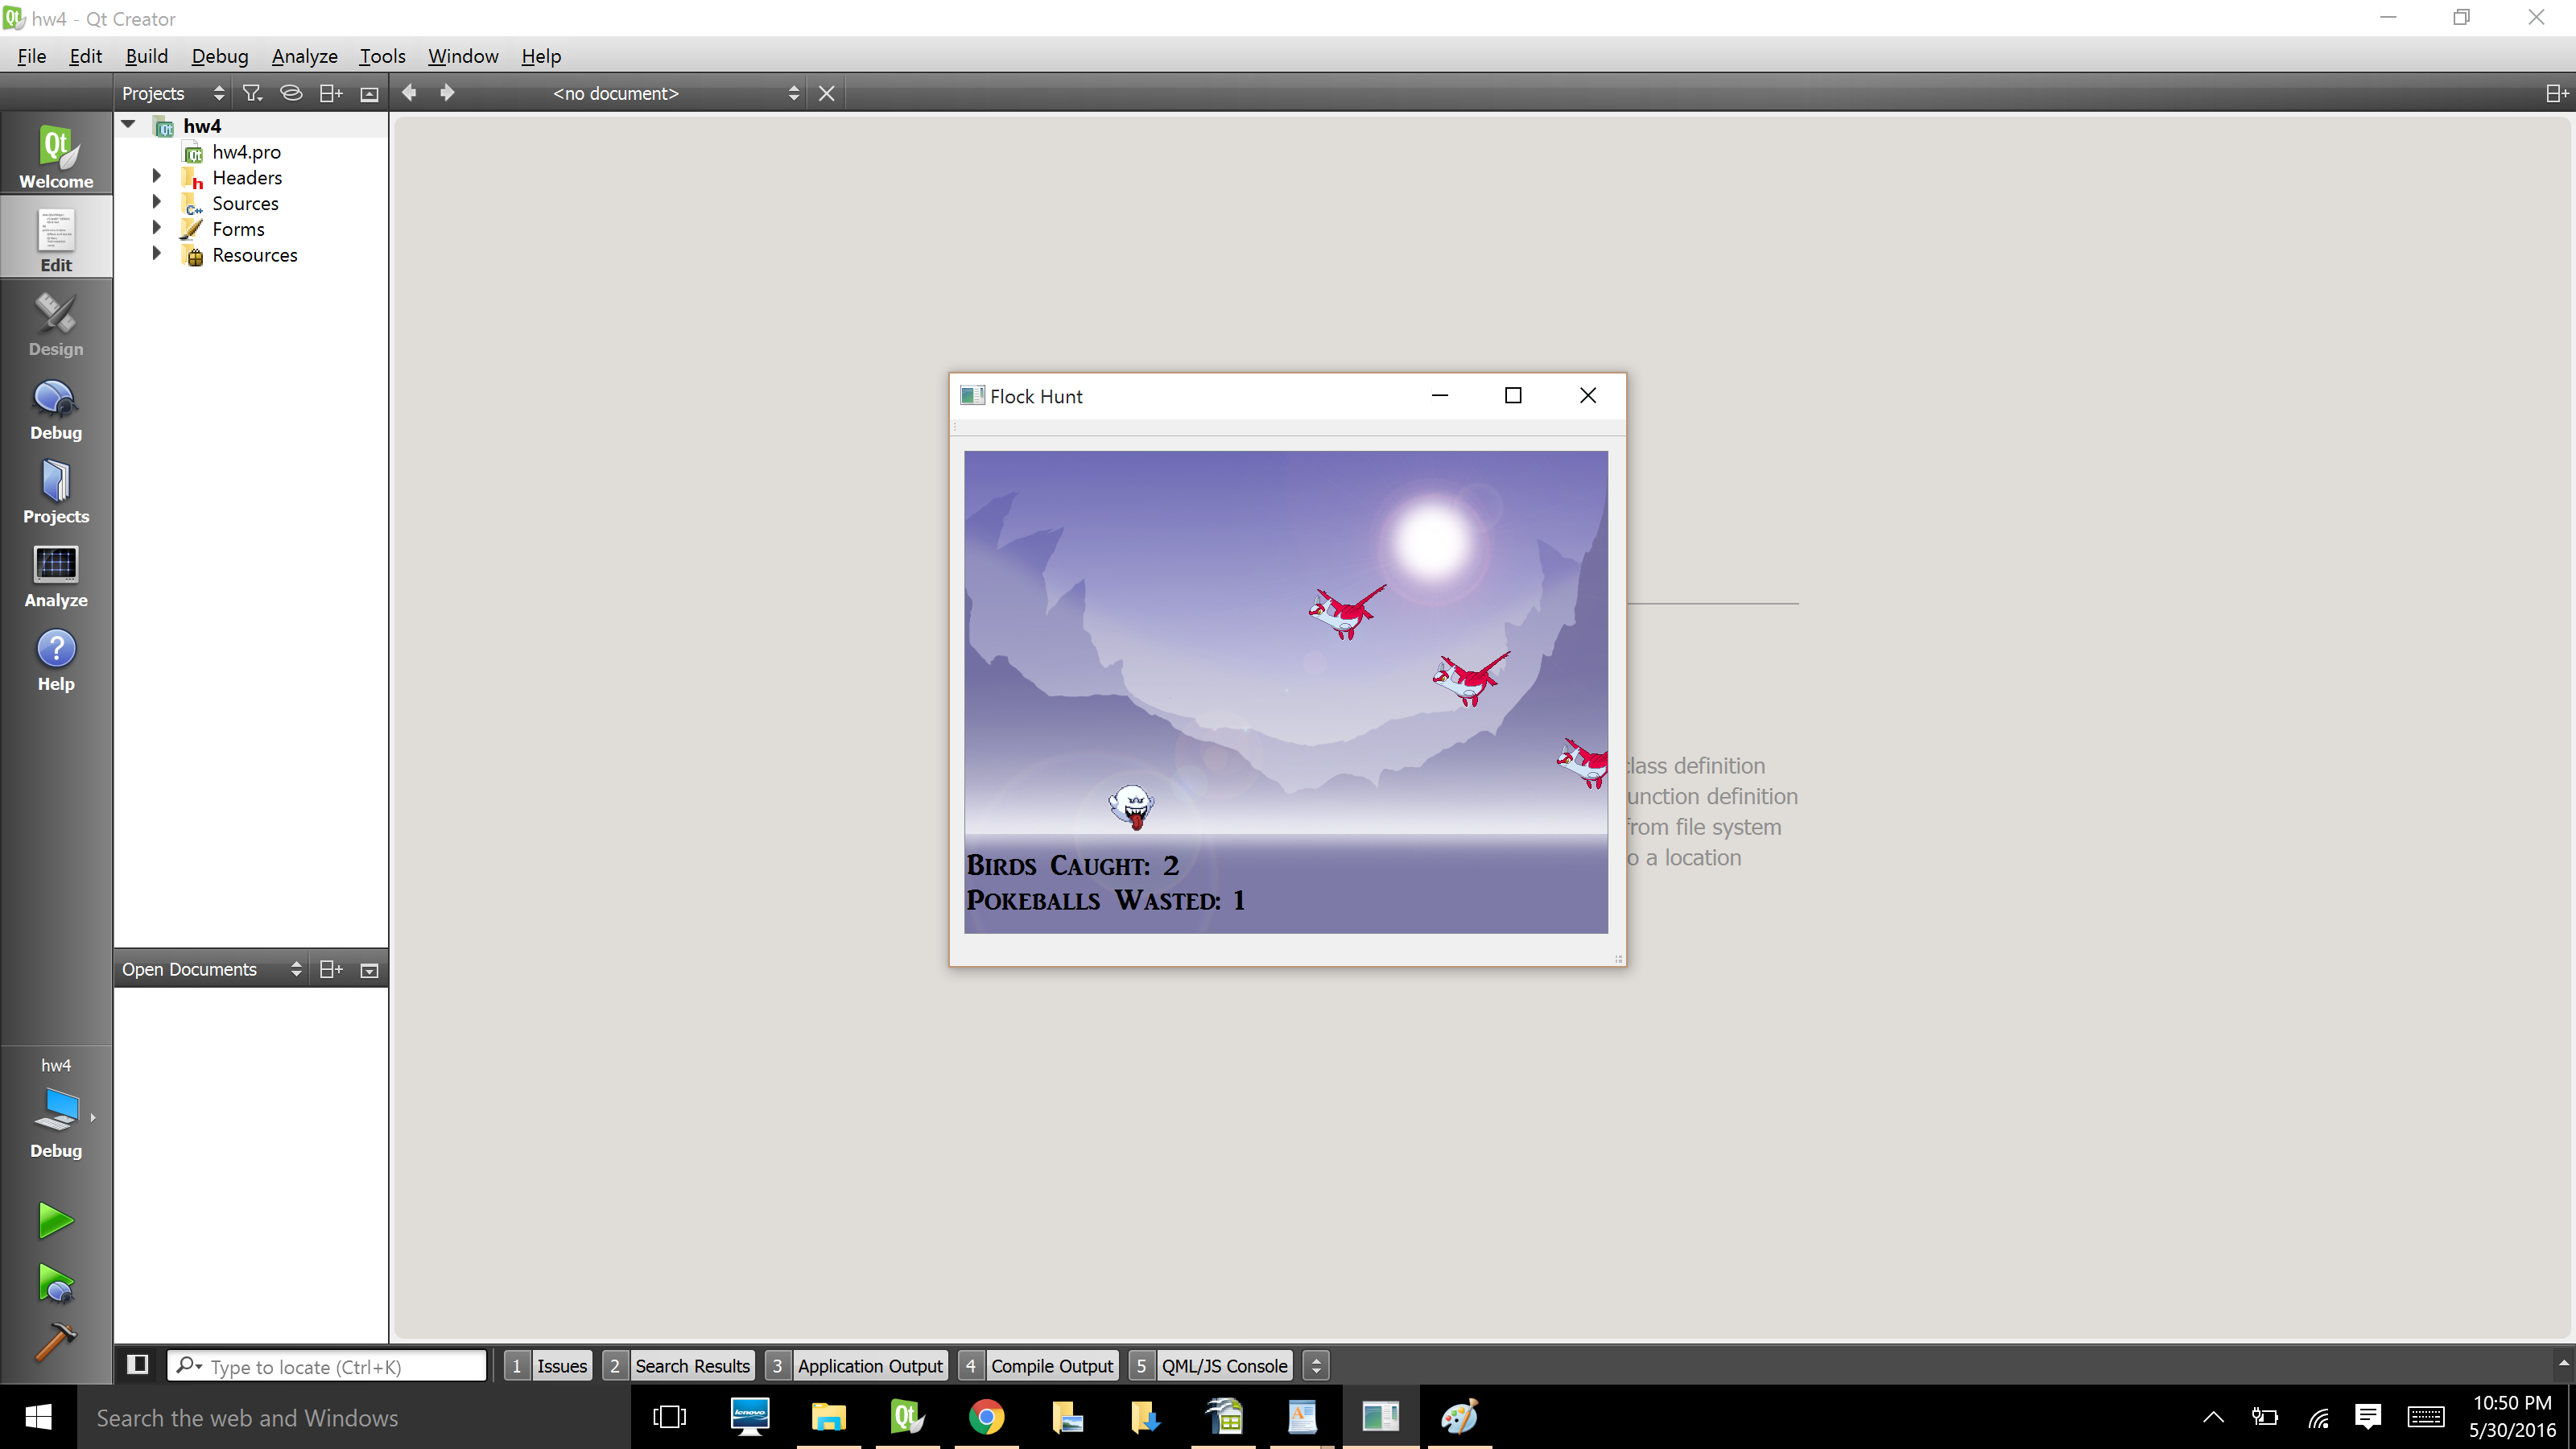 hw4 - Qt Creator
File Edit Build Debug Analyze Tools Window Help
Projects <no document>
hw4
hw4.pro
Headers
Sources
Forms
Resources
Welcome
Edit
Design
Debug
Projects
Analyze
Help
Flock Hunt
Birds Caught: 2
Pokeballs Wasted: 1
class definition
unction definition
from file system
o a location
Open Documents
hw4
Debug
Type to locate (Ctrl+K) 1 Issues 2 Search Results 3 Application Output 4 Compile Output 5 QML/JS Console
Search the web and Windows
10:50 PM
5/30/2016